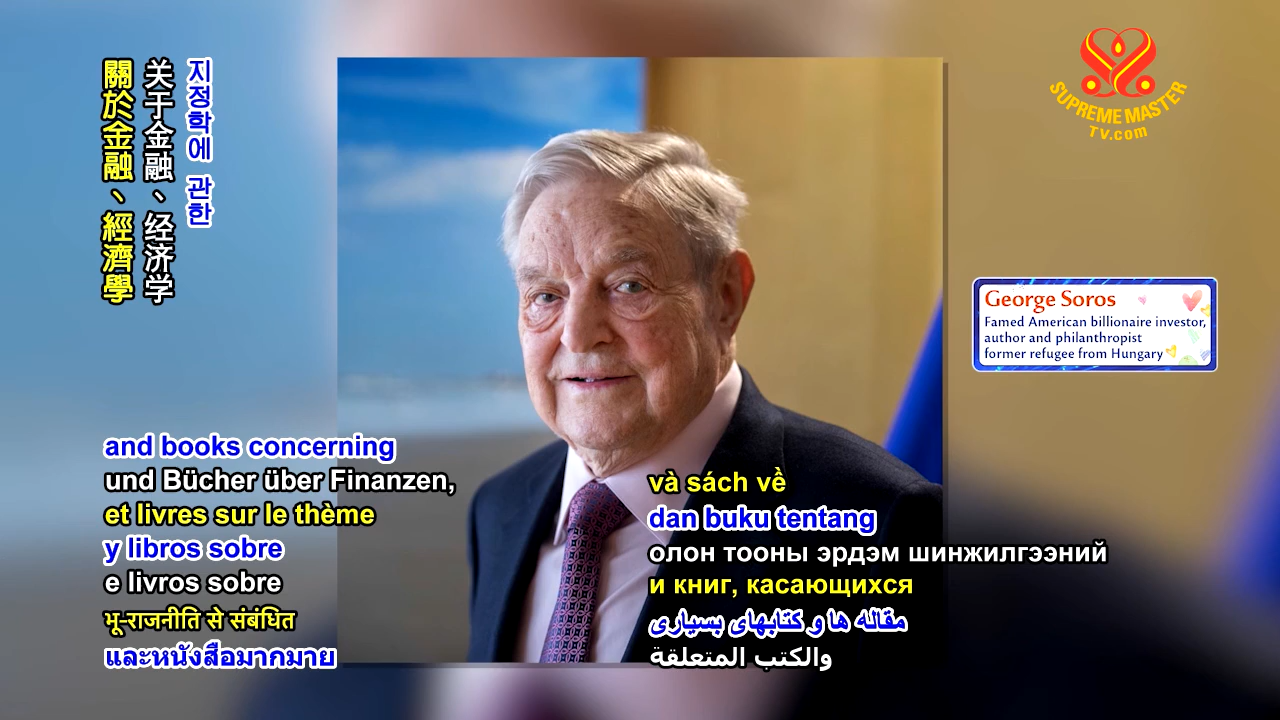 關於金融、經濟學
关于金融、经济学
지정학에 관한
SUPREME MASTER
TV.com
George Soros
Famed American billionaire investor,
author and philanthropist
former refugee from Hungary
and books concerning
und Bücher über Finanzen,
et livres sur le thème
y libros sobre
e livros sobre
भू-राजनीति से संबंधित
และหนังสือมากมาย
và sách về
dan buku tentang
олон тооны эрдэм шинжилгээний
и книг, касающихся
مقاله ها و کتابهای بسیاری
والكتب المتعلقة